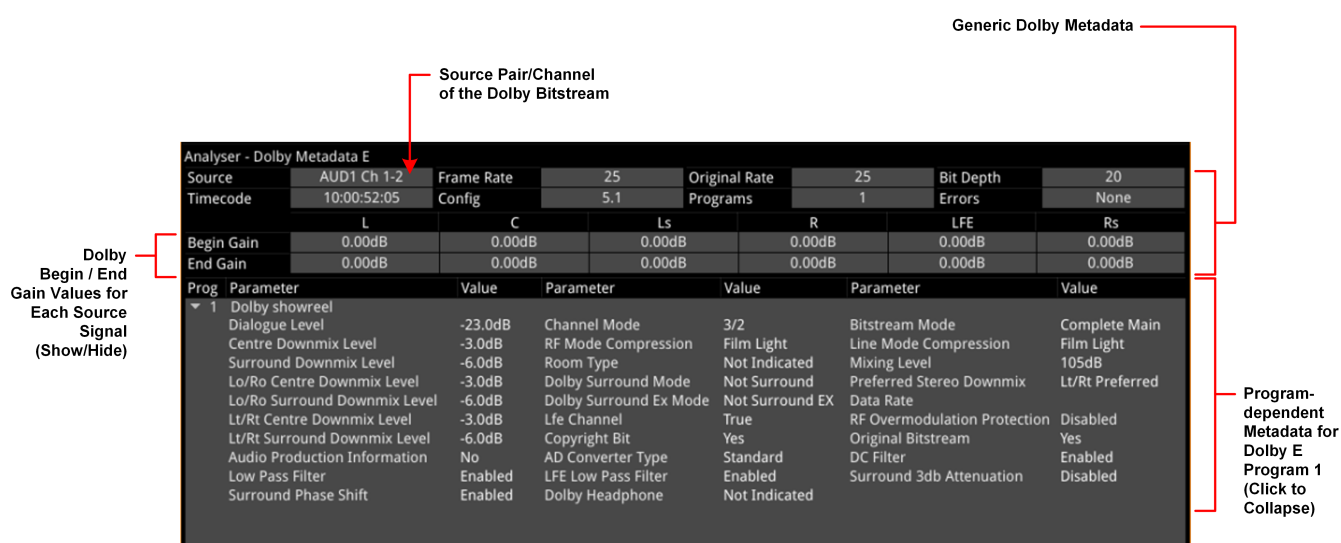 Generic Dolby Metadata
Source Pair/Channel
of the Dolby Bitstream
Analyser - Dolby Metadata E
Source AUD1 Ch 1-2 Frame Rate 25 Original Rate 25 Bit Depth 20
Timecode 10:00:52:05 Config 5.1 Programs 1 Errors None
L C Ls R LFE Rs
Begin Gain 0.00dB 0.00dB 0.00dB 0.00dB 0.00dB 0.00dB
End Gain 0.00dB 0.00dB 0.00dB 0.00dB 0.00dB 0.00dB
Dolby
Begin / End
Gain Values for
Each Source
Signal
(Show/Hide)
Prog Parameter Value Parameter Value Parameter Value
1 Dolby showreel
Dialogue Level -23.0dB Channel Mode 3/2 Bitstream Mode Complete Main
Centre Downmix Level -3.0dB RF Mode Compression Film Light Line Mode Compression Film Light
Surround Downmix Level -6.0dB Room Type Not Indicated Mixing Level 105dB
Lo/Ro Centre Downmix Level -3.0dB Dolby Surround Mode Not Surround Preferred Stereo Downmix Lt/Rt Preferred
Lo/Ro Surround Downmix Level -6.0dB Dolby Surround Ex Mode Not Surround EX Data Rate
Lt/Rt Centre Downmix Level -3.0dB Lfe Channel True RF Overmodulation Protection Disabled
Lt/Rt Surround Downmix Level -6.0dB Copyright Bit Yes Original Bitstream Yes
Audio Production Information No AD Converter Type Standard DC Filter Enabled
Low Pass Filter Enabled LFE Low Pass Filter Enabled Surround 3db Attenuation Disabled
Surround Phase Shift Enabled Dolby Headphone Not Indicated
Program-
dependent
Metadata for
Dolby E
Program 1
(Click to
Collapse)